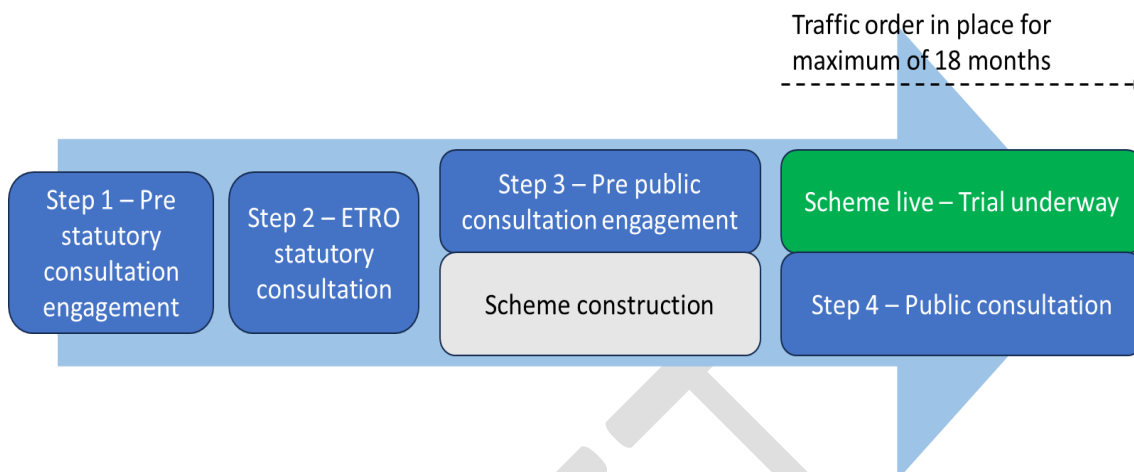 Traffic order in place for
maximum of 18 months
Step 1 – Pre
statutory
consultation
engagement
Step 2 – ETRO
statutory
consultation
Step 3 – Pre public
consultation engagement
Scheme construction
Scheme live – Trial underway
Step 4 – Public consultation